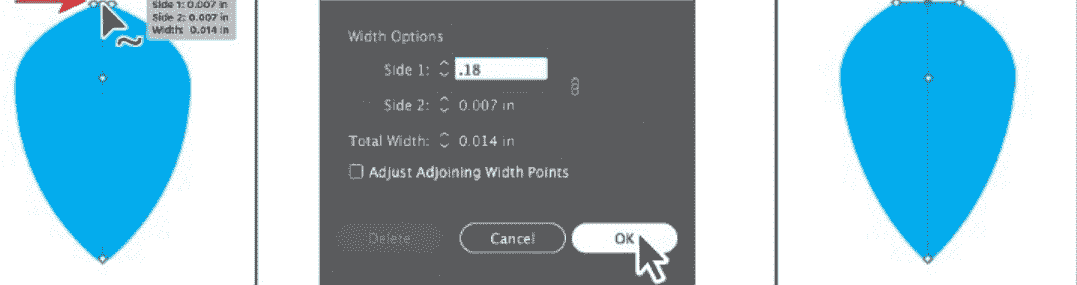 Side 1: 0.007 in
Side 2: 0.007 in
Width: 0.014 in
Width Options
Side 1: .18
Side 2: 0.007 in
Total Width: 0.014 in
Adjust Adjoining Width Points
Delete Cancel OK